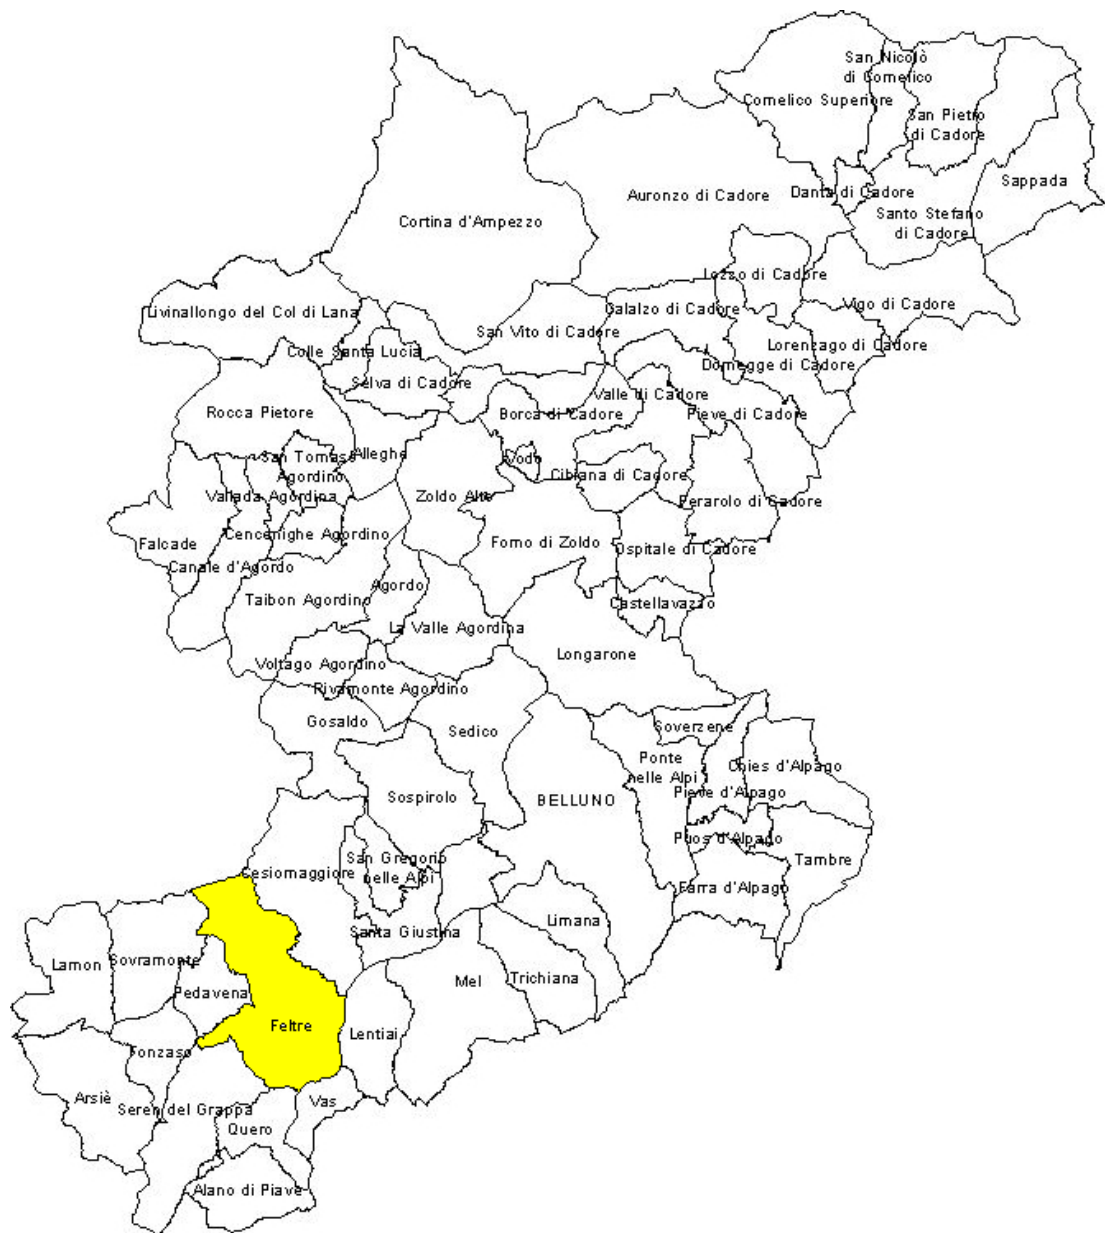 San Nicolò
di Comelico
Comelico Superiore
San Pietro
di Cadore
Sappada
Danta di Cadore
Auronzo di Cadore
Santo Stefano
di Cadore
Cortina d'Ampezzo
Lozzo di Cadore
Vigo di Cadore
Calalzo di Cadore
Livinallongo del Col di Lana
San Vito di Cadore
Lorenzago di Cadore
Colle Santa Lucia
Domegge di Cadore
Selva di Cadore
Valle di Cadore
Rocca Pietore
Borca di Cadore
Pieve di Cadore
San Tomaso
Agordino
Alleghe
Vodo
Zoldo Alto
Cibiana di Cadore
Vallada Agordina
Perarolo di Cadore
Cencenighe Agordino
Falcade
Forno di Zoldo
Ospitale di Cadore
Canale d'Agordo
Agordo
Taibon Agordino
Castellavazzo
La Valle Agordina
Longarone
Voltago Agordino
Rivamonte Agordino
Gosaldo
Sedico
Soverzene
Ponte
nelle Alpi
Chies d'Alpago
Pieve d'Alpago
Sospirolo
BELLUNO
Puos d'Alpago
Tambre
San Gregorio
nelle Alpi
Cesiomaggiore
Farra d'Alpago
Limana
Santa Giustina
Sovramonte
Lamon
Trichiana
Mel
Pedavena
Feltre
Lentiai
Fonzaso
Arsiè
Vas
Seren del Grappa
Quero
Alano di Piave